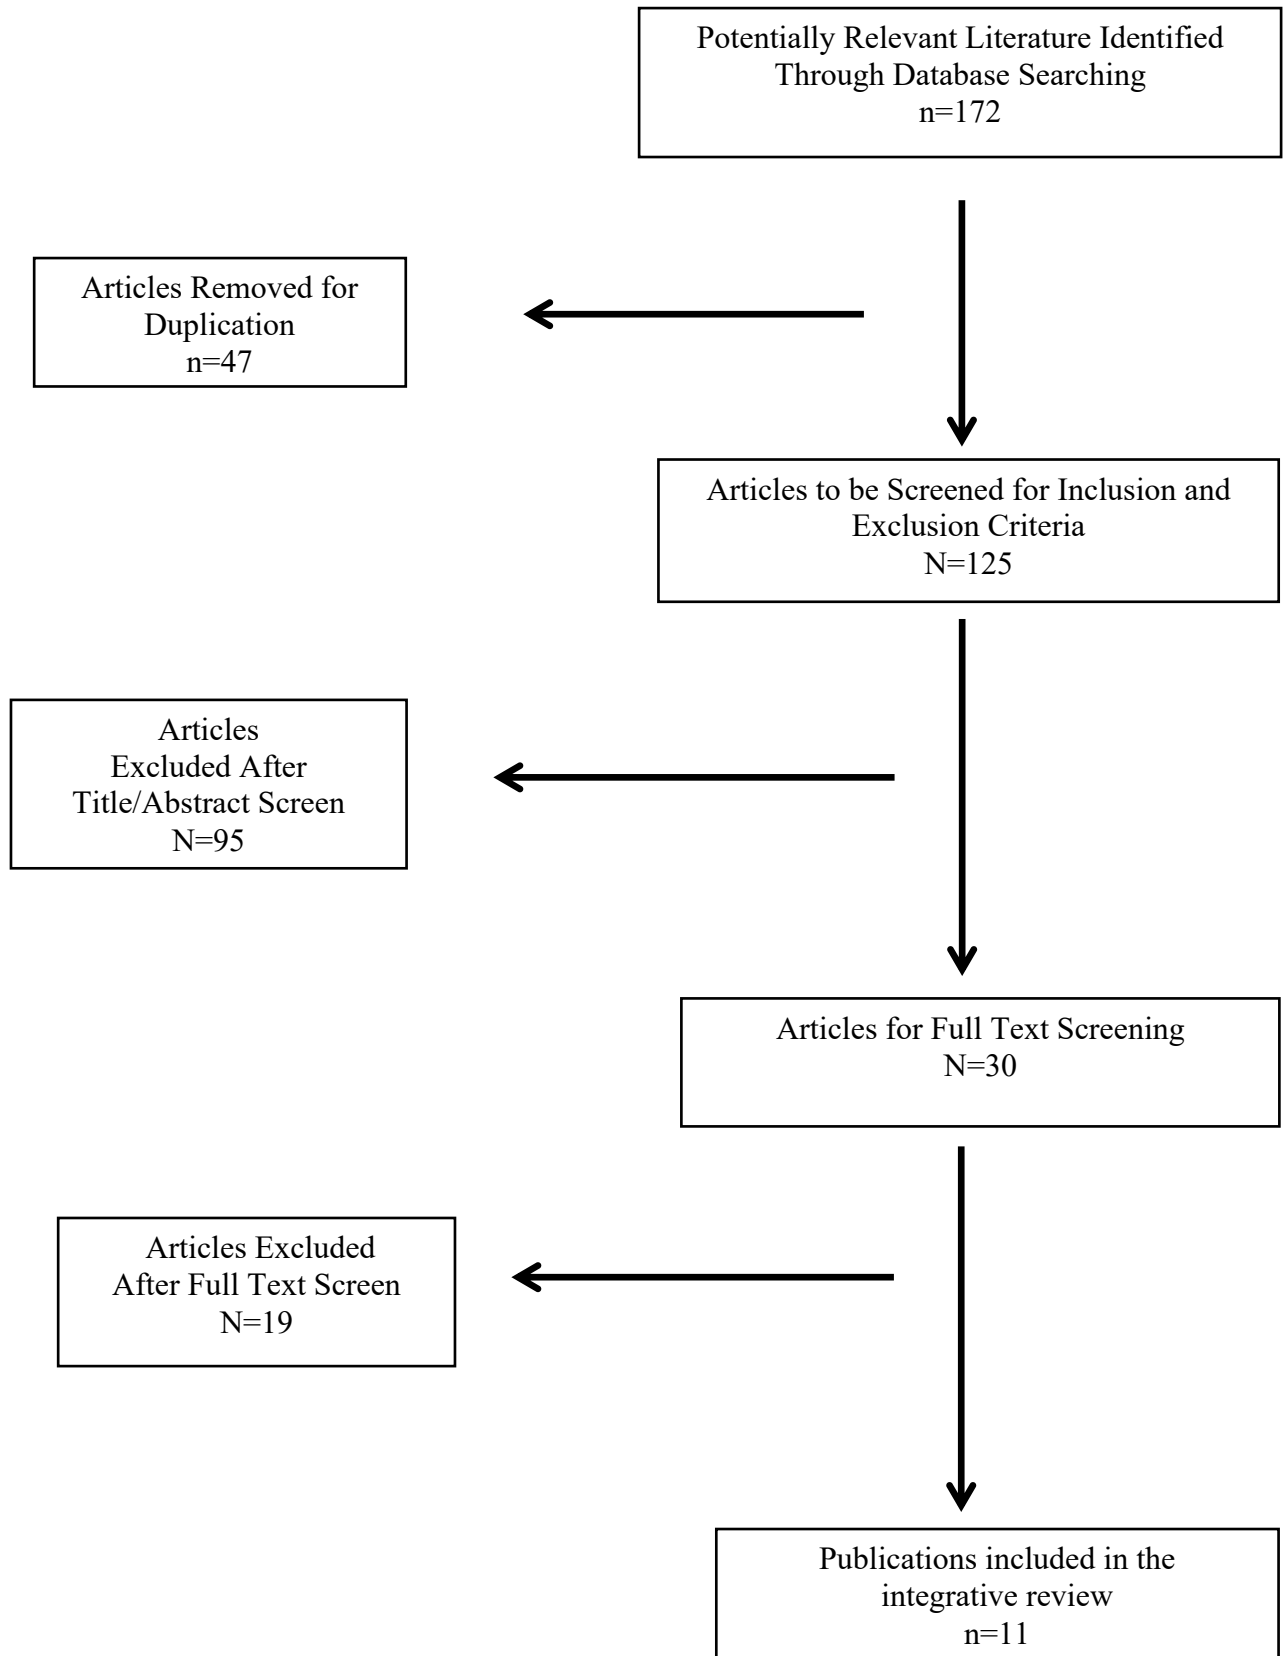 Potentially Relevant Literature Identified
Through Database Searching
n=172
Articles Removed for
Duplication
n=47
Articles to be Screened for Inclusion and
Exclusion Criteria
N=125
Articles
Excluded After
Title/Abstract Screen
N=95
Articles for Full Text Screening
N=30
Articles Excluded
After Full Text Screen
N=19
Publications included in the
integrative review
n=11